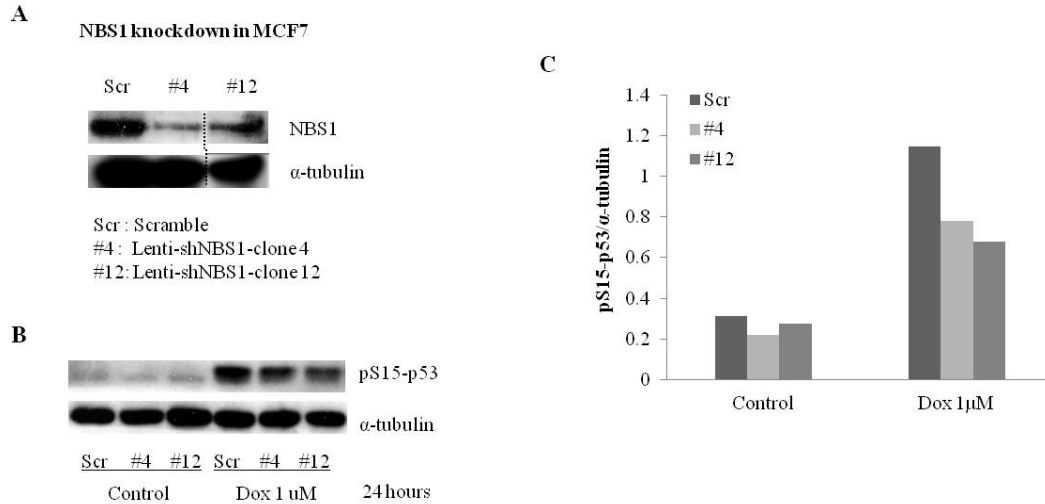 A
NBS1 knockdown in MCF7
Scr #4 #12
NBS1
α-tubulin
Scr : Scramble
#4 : Lenti-shNBS1-clone 4
#12: Lenti-shNBS1-clone 12
B
pS15-p53
α-tubulin
Scr #4 #12 Scr #4 #12
Control Dox 1 uM 24 hours
C
pS15-p53/α-tubulin
1.4
1.2
1
0.8
0.6
0.4
0.2
0
Scr
#4
#12
Control Dox 1µM